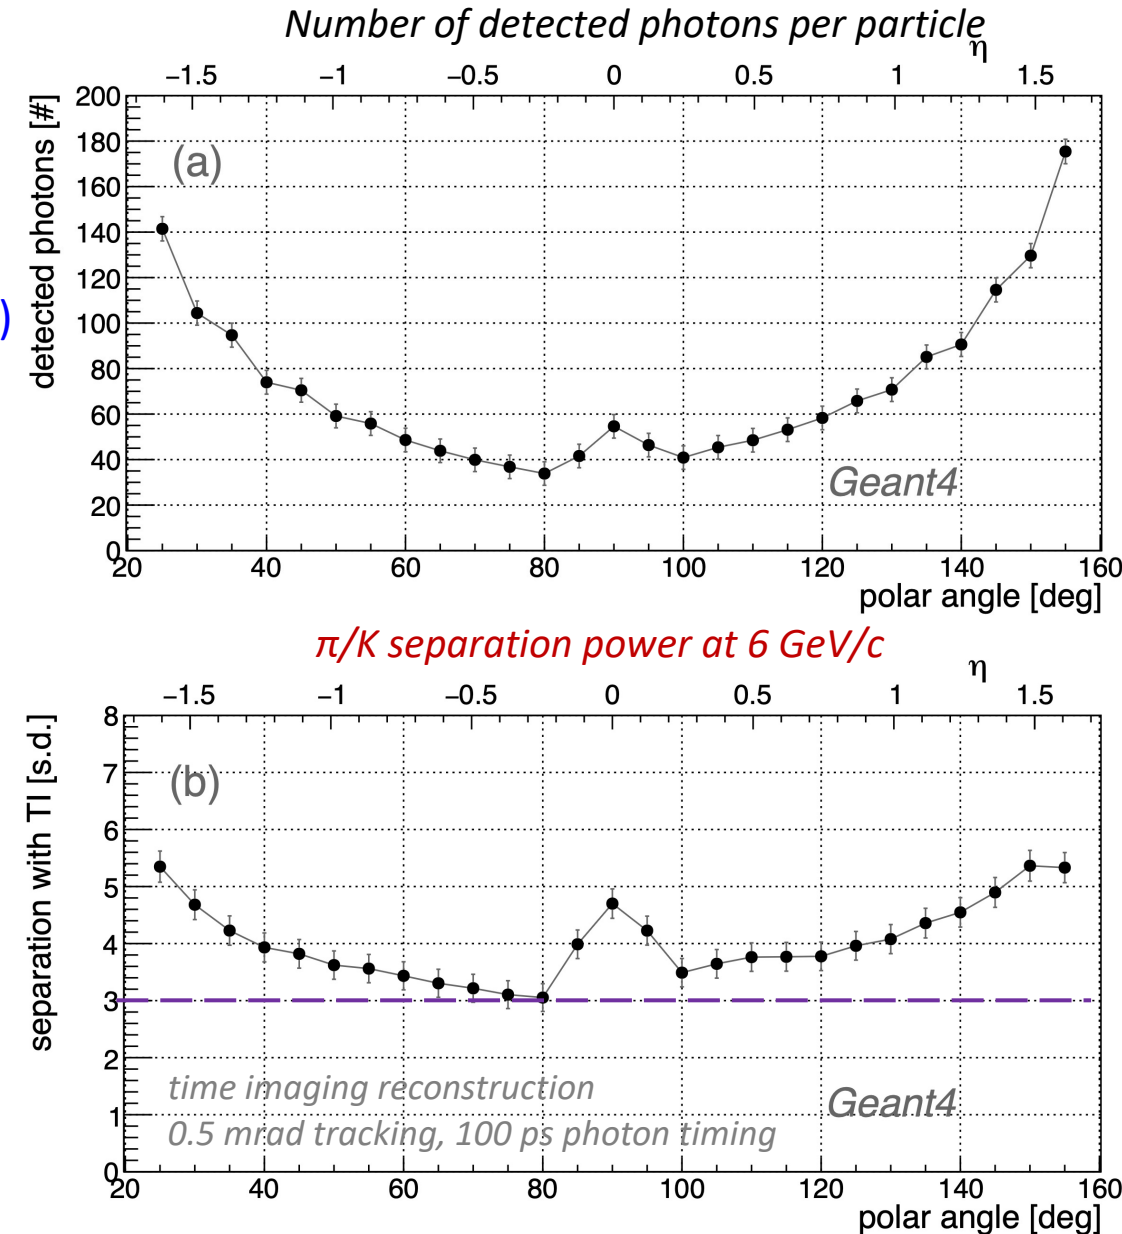 Number of detected photons per particle
η
−1.5 −1 −0.5 0 0.5 1 1.5
detected photons [#]
200
180
160
140
120
100
80
60
40
20
0
(a)
)
Geant4
20 40 60 80 100 120 140 160
polar angle [deg]
π/K separation power at 6 GeV/c
η
−1.5 −1 −0.5 0 0.5 1 1.5
separation with TI [s.d.]
8
7
6
5
4
3
2
1
0
(b)
time imaging reconstruction
0.5 mrad tracking, 100 ps photon timing
Geant4
20 40 60 80 100 120 140 160
polar angle [deg]